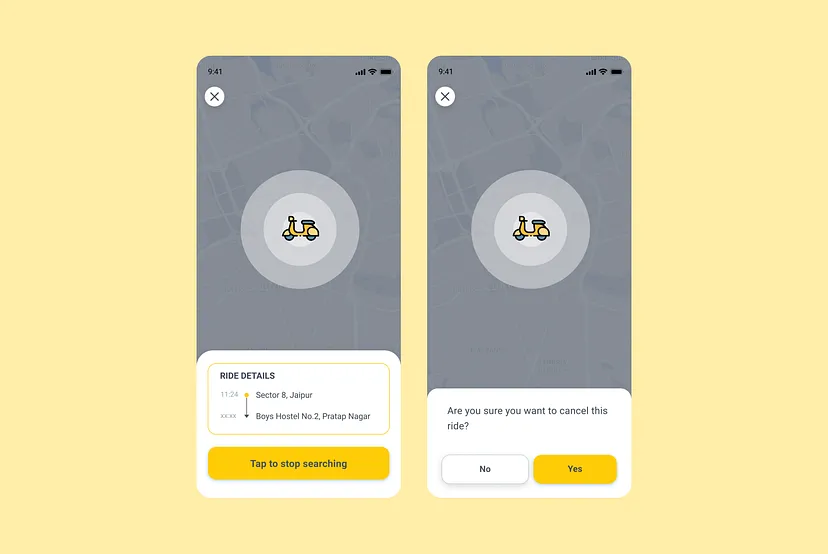 9:41
RIDE DETAILS
11:24 Sector 8, Jaipur
xx:xx Boys Hostel No.2, Pratap Nagar
Tap to stop searching
9:41
Are you sure you want to cancel this
ride?
No Yes